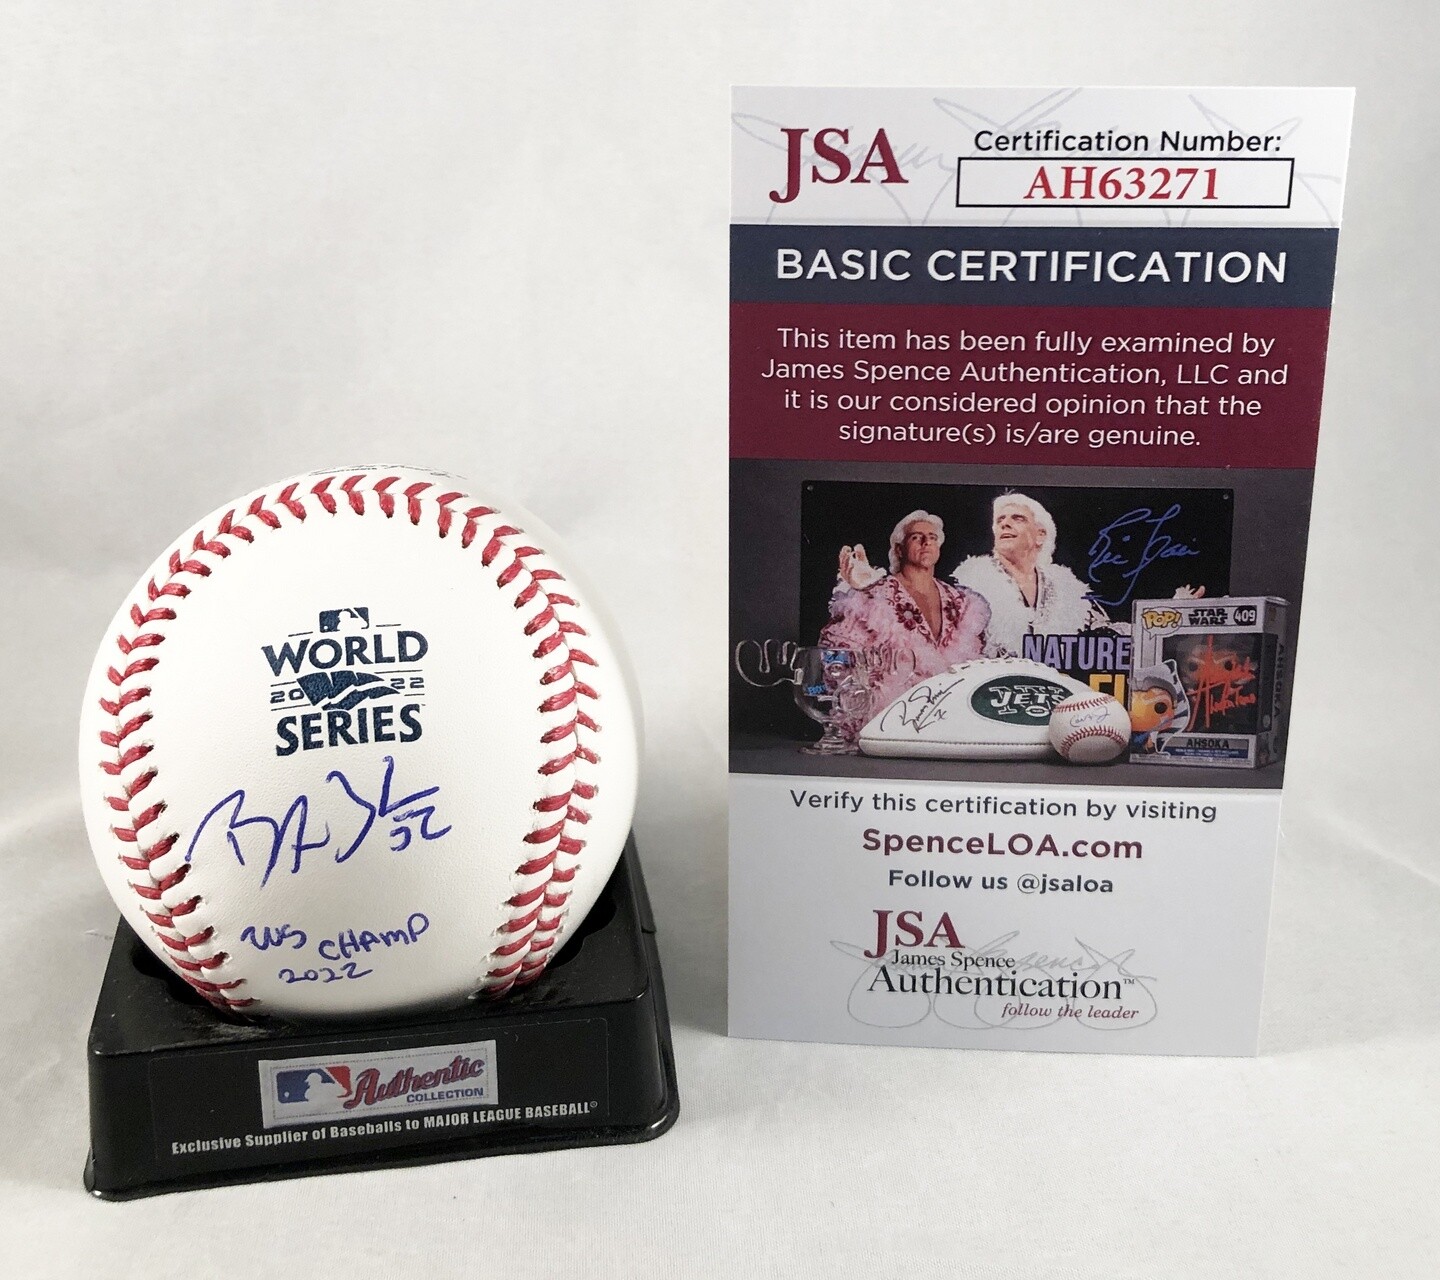 WORLD
2022
SERIES
52
WS CHAMP
2022
Authentic
COLLECTION
Exclusive Supplier of Baseballs to MAJOR LEAGUE BASEBALL®
JSA
Certification Number:
AH63271
BASIC CERTIFICATION
This item has been fully examined by
James Spence Authentication, LLC and
it is our considered opinion that the
signature(s) is/are genuine.
NATURE
JETS
POP!
STAR WARS
409
AHSOKA
Verify this certification by visiting
SpenceLOA.com
Follow us @jsaloa
JSA
James Spence
Authentication™
follow the leader